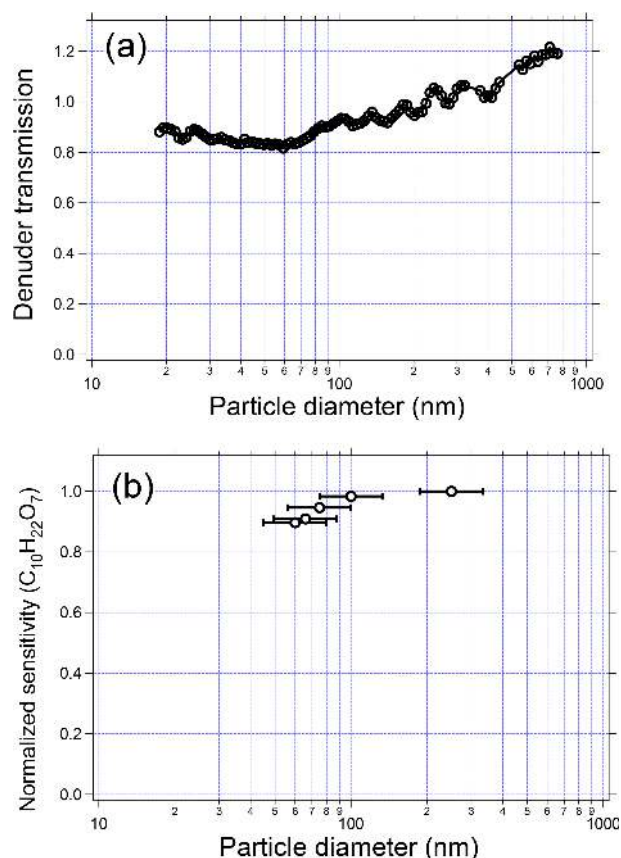 (a)
Denuder transmission
1.2
1.0
0.8
0.6
0.4
0.2
0.0
10 2 3 4 5 6 7 8 9 100 2 3 4 5 6 7 8 9 1000
Particle diameter (nm)
(b)
Normalized sensitivity (C₁₀H₂₂O₇)
1.0
0.8
0.6
0.4
0.2
0.0
10 2 3 4 5 6 7 8 9 100 2 3 4 5 6 7 8 9 1000
Particle diameter (nm)